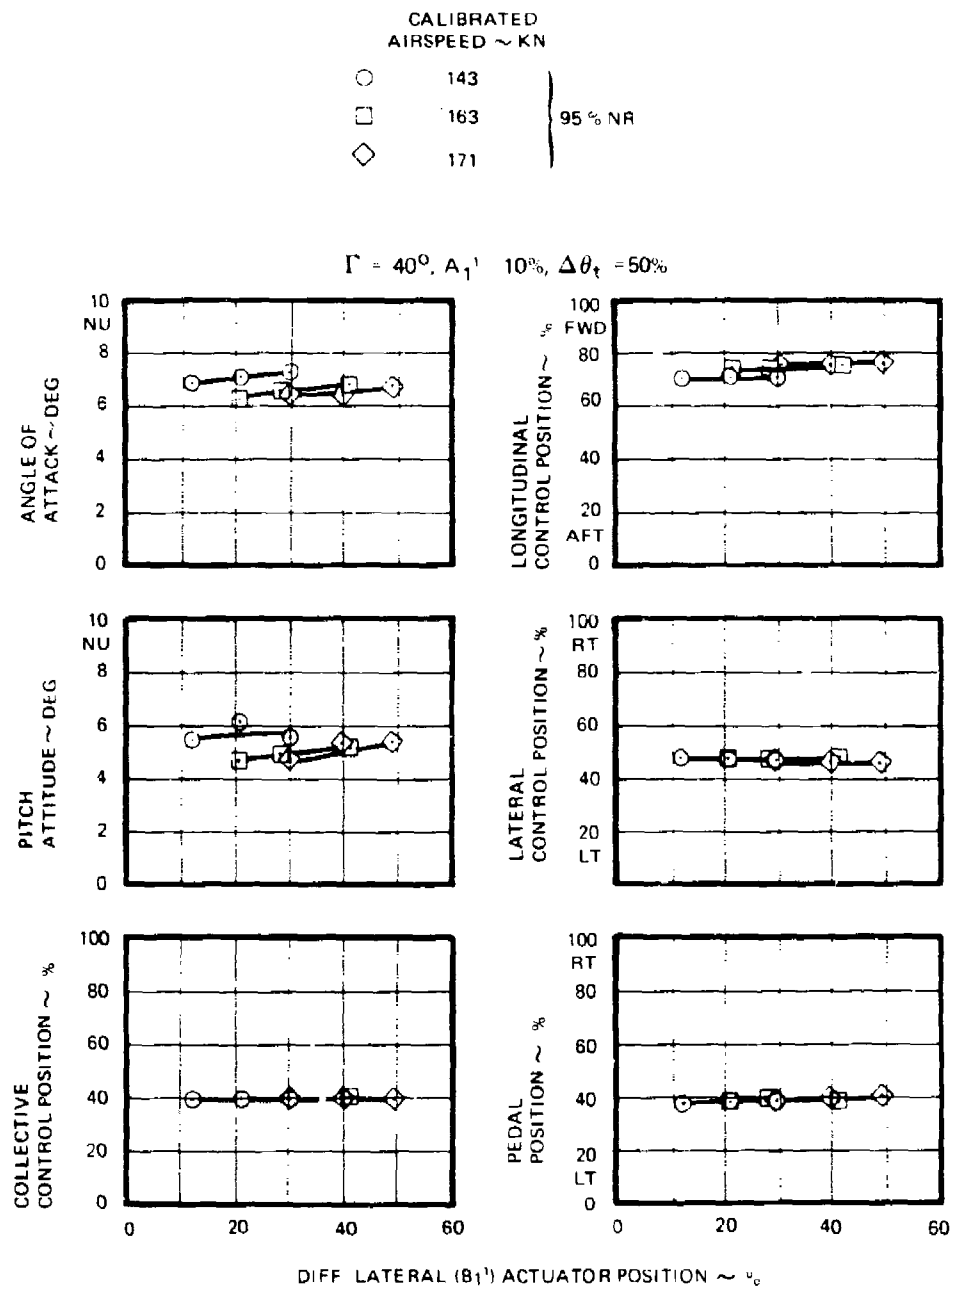 CALIBRATED
AIRSPEED ~ KN
143
163
171
95 % NR
Γ = 40°, A₁' 10%, Δθt = 50%
ANGLE OF
ATTACK ~ DEG
10
NU
8
6
4
2
0
LONGITUDINAL
CONTROL POSITION ~ %
100
FWD
80
60
40
20
AFT
0
PITCH
ATTITUDE ~ DEG
10
NU
8
6
4
2
0
LATERAL
CONTROL POSITION ~ %
100
RT
80
60
40
20
LT
COLLECTIVE
CONTROL POSITION ~ %
100
80
60
40
20
0
0 20 40 60
PEDAL
POSITION ~ %
100
RT
80
60
40
20
LT
0
0 20 40 60
DIFF LATERAL (B₁') ACTUATOR POSITION ~ %